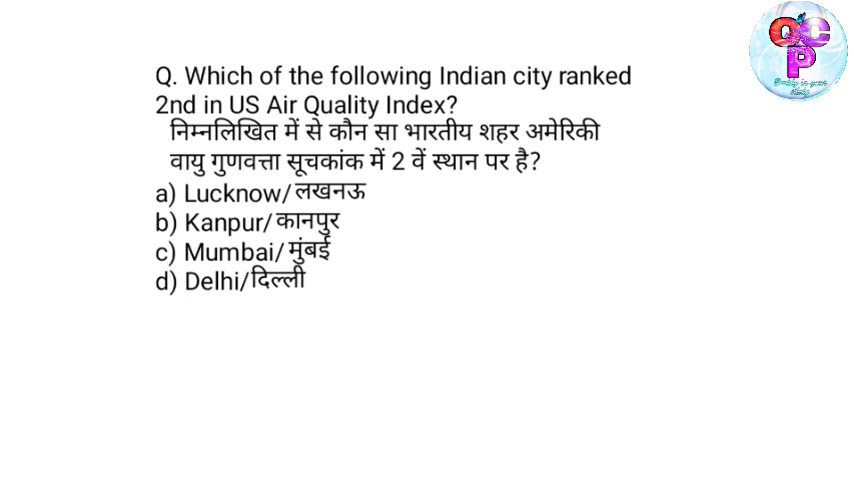 Q. Which of the following Indian city ranked
2nd in US Air Quality Index?
निम्नलिखित में से कौन सा भारतीय शहर अमेरिकी
वायु गुणवत्ता सूचकांक में 2 वें स्थान पर है?
a) Lucknow/लखनऊ
b) Kanpur/कानपुर
c) Mumbai/मुंबई
d) Delhi/दिल्ली
QCP